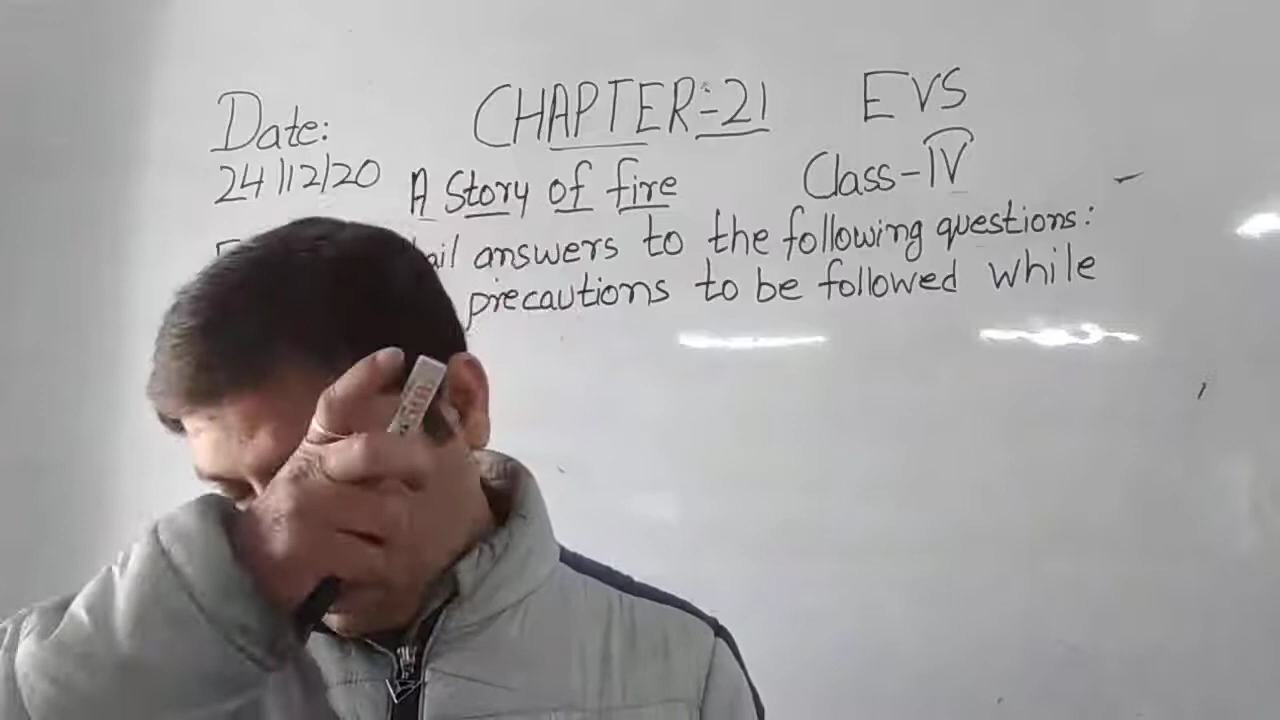 Date:
CHAPTER:-21
EVS
24/12/20
A Story of fire
Class-IV
answers to the following questions:
precautions to be followed while